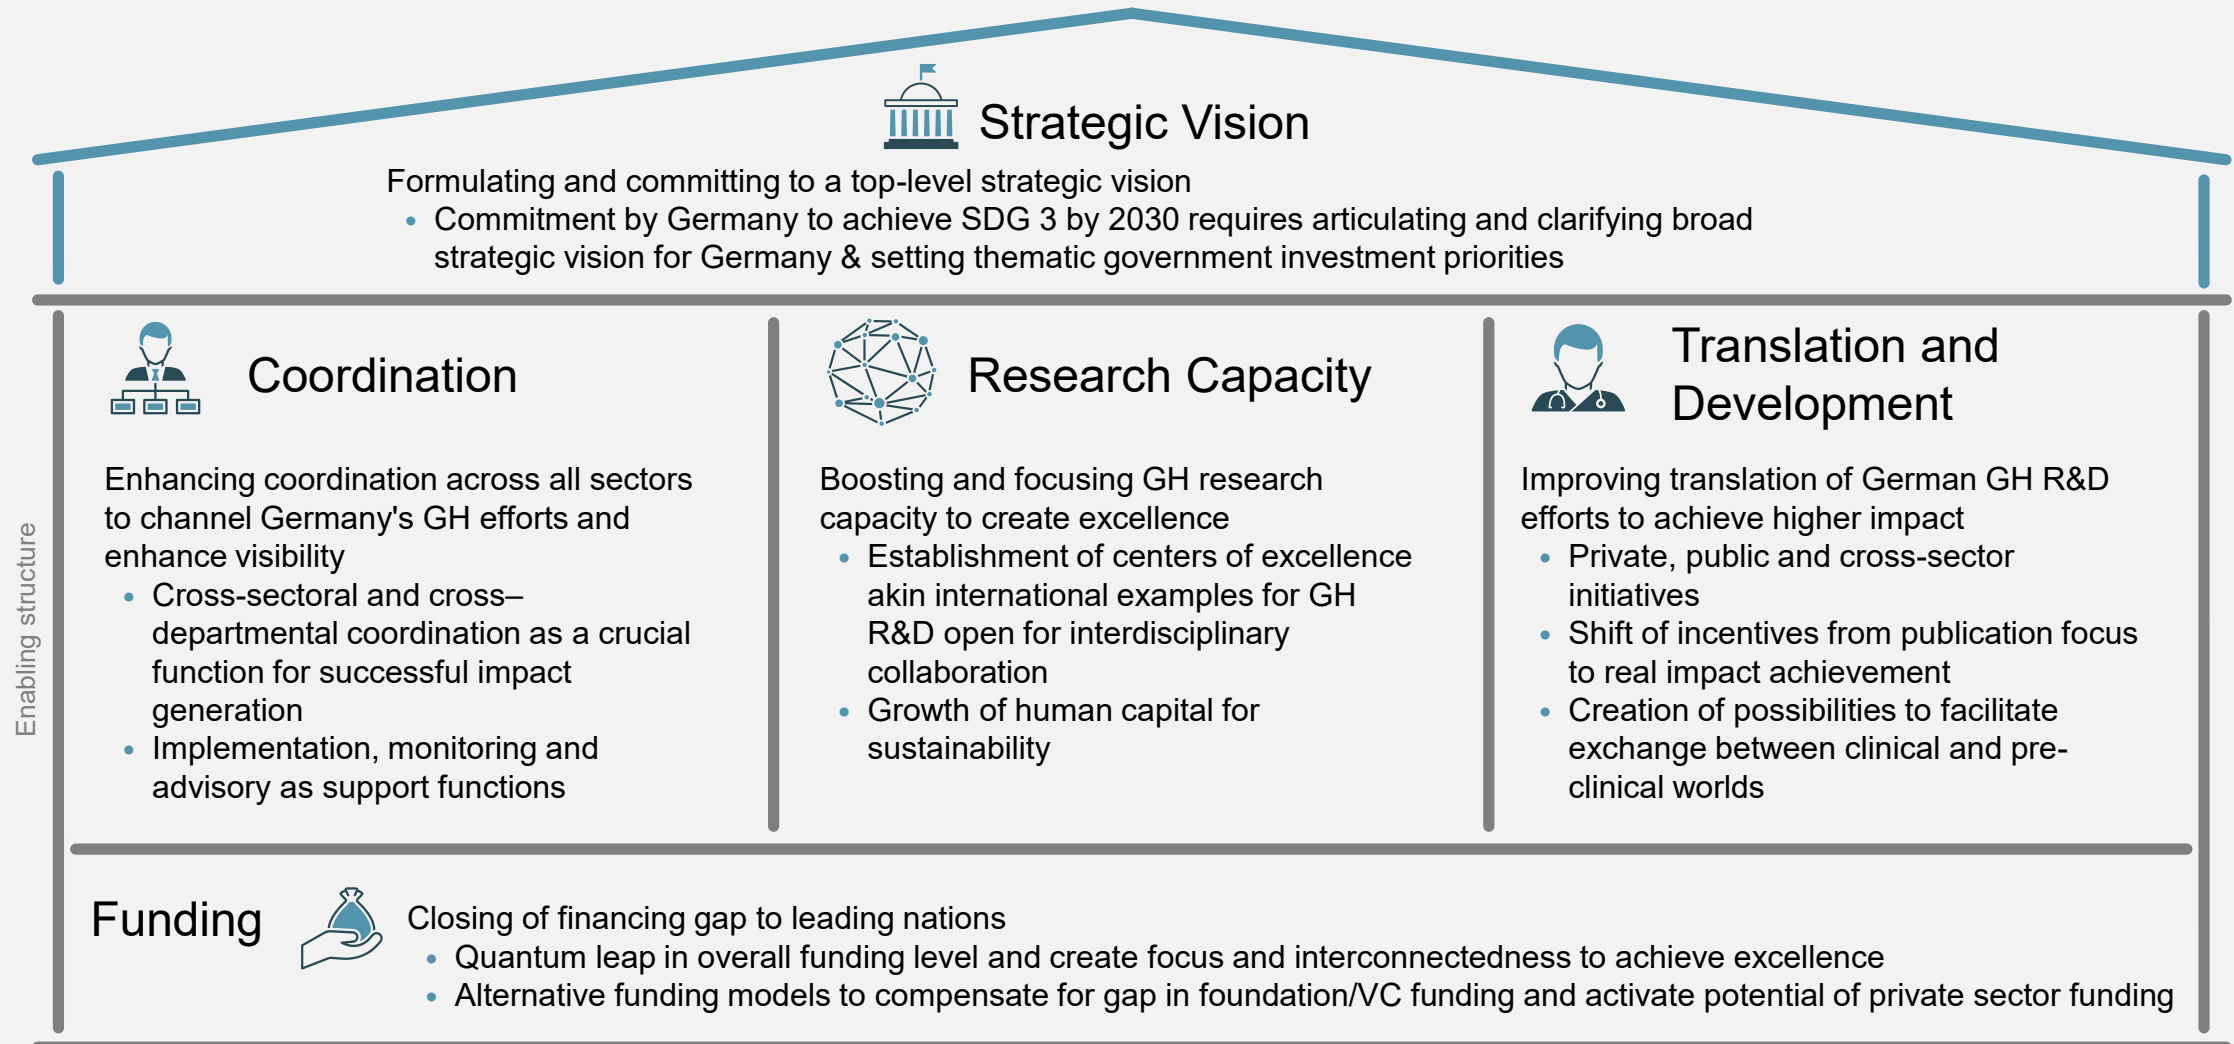 Strategic Vision
Formulating and committing to a top-level strategic vision
• Commitment by Germany to achieve SDG 3 by 2030 requires articulating and clarifying broad
strategic vision for Germany & setting thematic government investment priorities
Enabling structure
Coordination
Enhancing coordination across all sectors
to channel Germany's GH efforts and
enhance visibility
• Cross-sectoral and cross–
departmental coordination as a crucial
function for successful impact
generation
• Implementation, monitoring and
advisory as support functions
Research Capacity
Boosting and focusing GH research
capacity to create excellence
• Establishment of centers of excellence
akin international examples for GH
R&D open for interdisciplinary
collaboration
• Growth of human capital for
sustainability
Translation and
Development
Improving translation of German GH R&D
efforts to achieve higher impact
• Private, public and cross-sector
initiatives
• Shift of incentives from publication focus
to real impact achievement
• Creation of possibilities to facilitate
exchange between clinical and pre-
clinical worlds
Funding
Closing of financing gap to leading nations
• Quantum leap in overall funding level and create focus and interconnectedness to achieve excellence
• Alternative funding models to compensate for gap in foundation/VC funding and activate potential of private sector funding